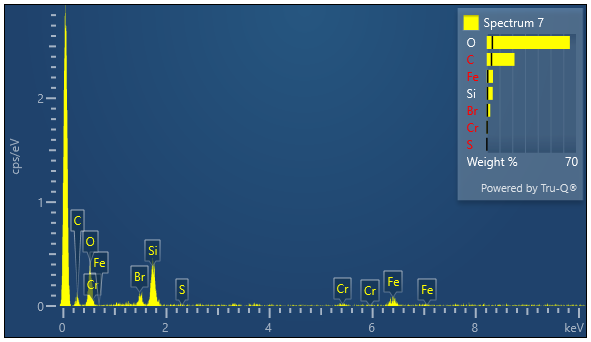 Spectrum 7
O
C
Fe
Si
Br
Cr
S
Weight % 70
Powered by Tru-Q®
cps/eV
2
1
0
C
O
Fe
Cr
Br
Si
S
Cr
Cr
Fe
Fe
0 2 4 6 8 keV